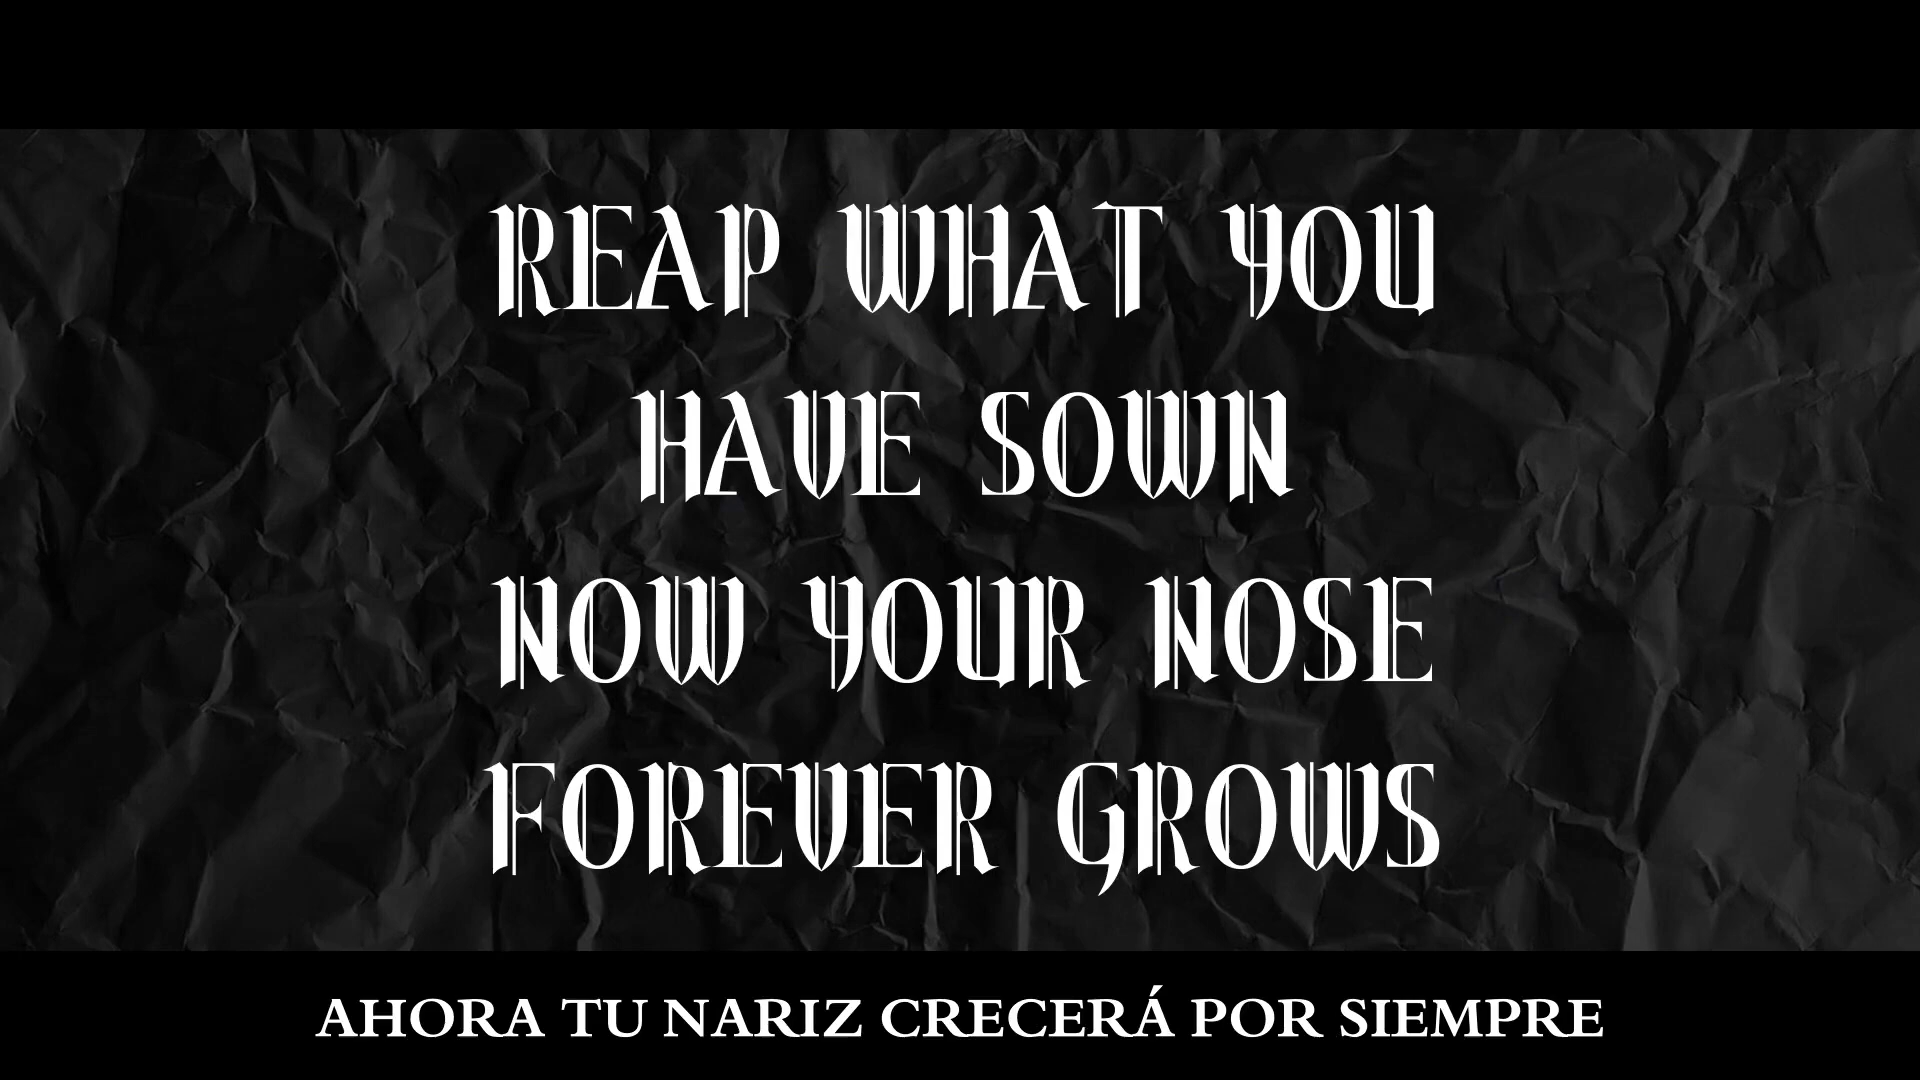 REAP WHAT YOU
HAVE SOWN
NOW YOUR NOSE
FOREVER GROWS
AHORA TU NARIZ CRECERÁ POR SIEMPRE